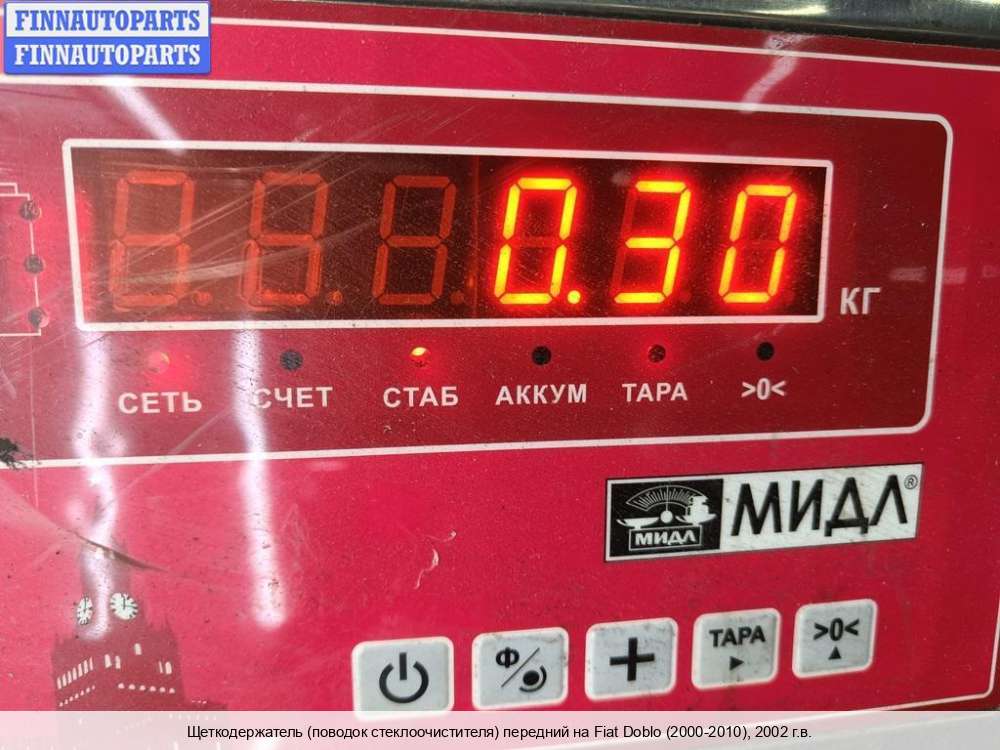 FINNAUTOPARTS
FINNAUTOPARTS
0.30
КГ
СЕТЬ СЧЕТ СТАБ АККУМ ТАРА >0<
МИДЛ МИДЛ®
Ф ТАРА >0<
Щеткодержатель (поводок стеклоочистителя) передний на Fiat Doblo (2000-2010), 2002 г.в.